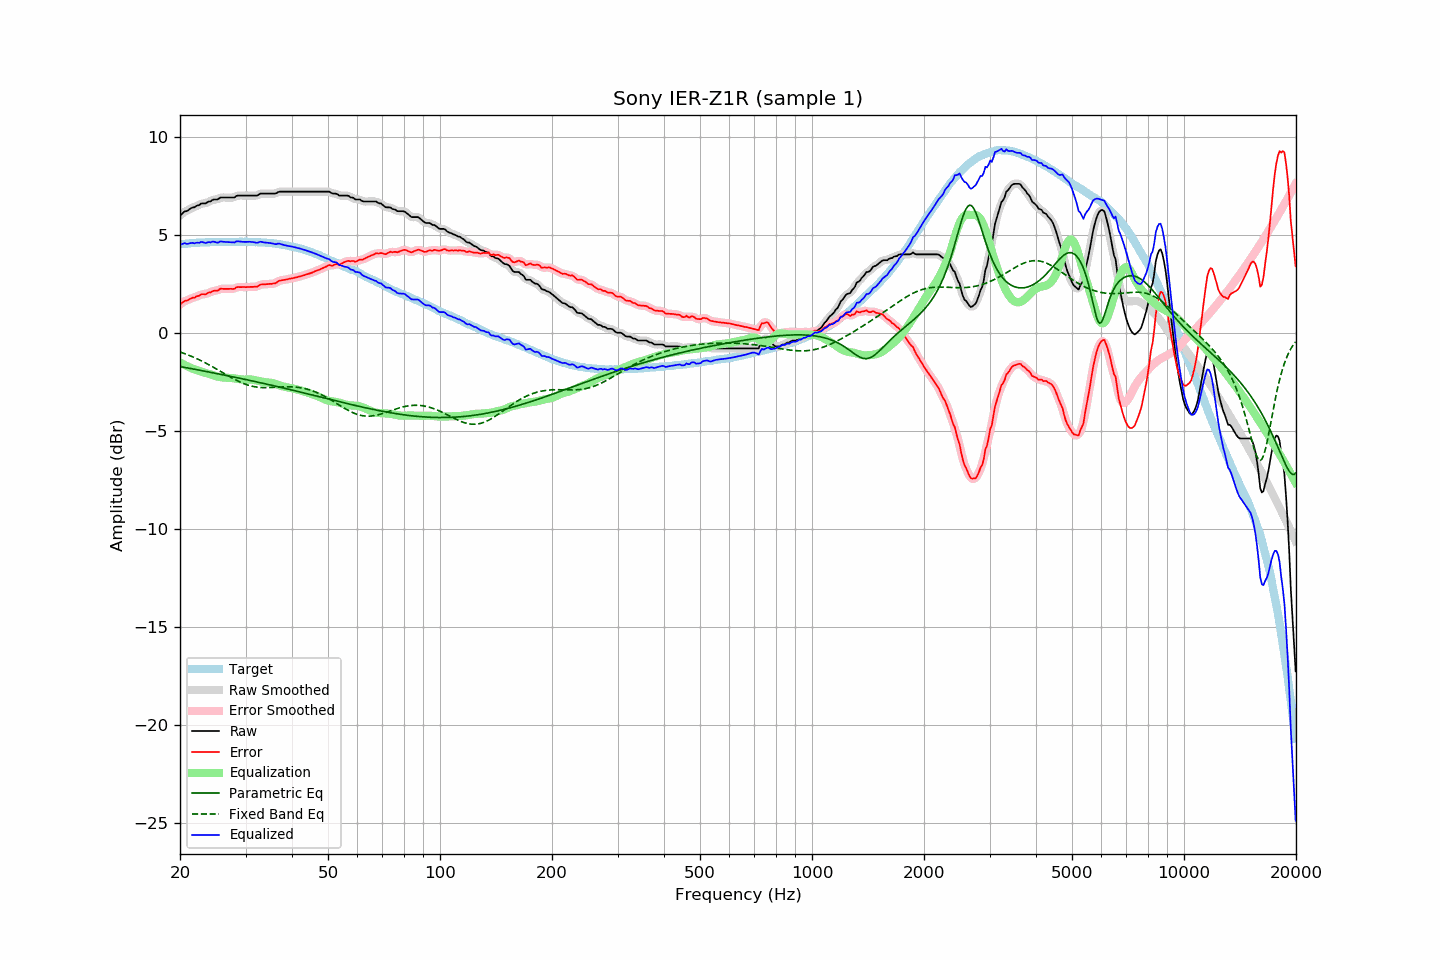 Sony IER-Z1R (sample 1)
10
5
0
−5
−10
−15
−20
−25
Amplitude (dBr)
Target
Raw Smoothed
Error Smoothed
Raw
Error
Equalization
Parametric Eq
Fixed Band Eq
Equalized
20 50 100 200 500 1000 2000 5000 10000 20000
Frequency (Hz)